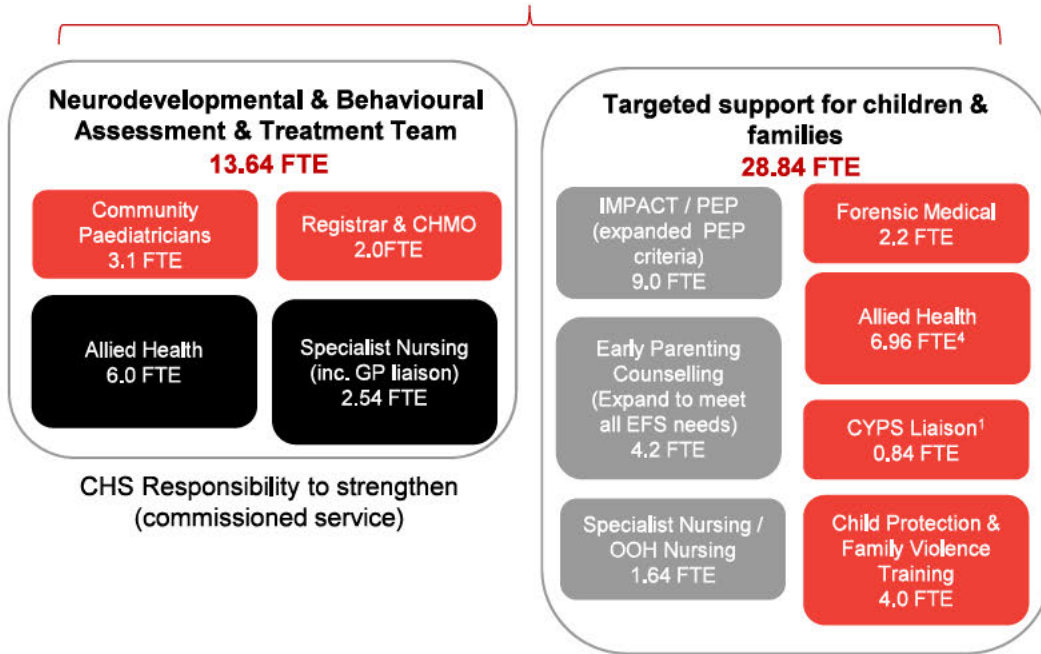 Neurodevelopmental & Behavioural
Assessment & Treatment Team
13.64 FTE
Community
Paediatricians
3.1 FTE
Registrar & CHMO
2.0FTE
Allied Health
6.0 FTE
Specialist Nursing
(inc. GP liaison)
2.54 FTE
CHS Responsibility to strengthen
(commissioned service)
Targeted support for children &
families
28.84 FTE
IMPACT / PEP
(expanded PEP
criteria)
9.0 FTE
Forensic Medical
2.2 FTE
Early Parenting
Counselling
(Expand to meet
all EFS needs)
4.2 FTE
Allied Health
6.96 FTE⁴
CYPS Liaison¹
0.84 FTE
Specialist Nursing /
OOH Nursing
1.64 FTE
Child Protection &
Family Violence
Training
4.0 FTE